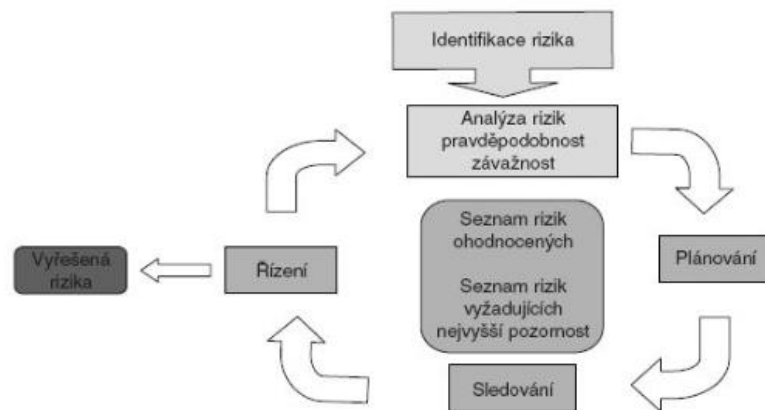 Identifikace rizika
Analýza rizik
pravděpodobnost
závažnost
Seznam rizik
ohodnocených
Seznam rizik
vyžadujících
nejvyšší pozornost
Plánování
Vyřešená
rizika
Řízení
Sledování